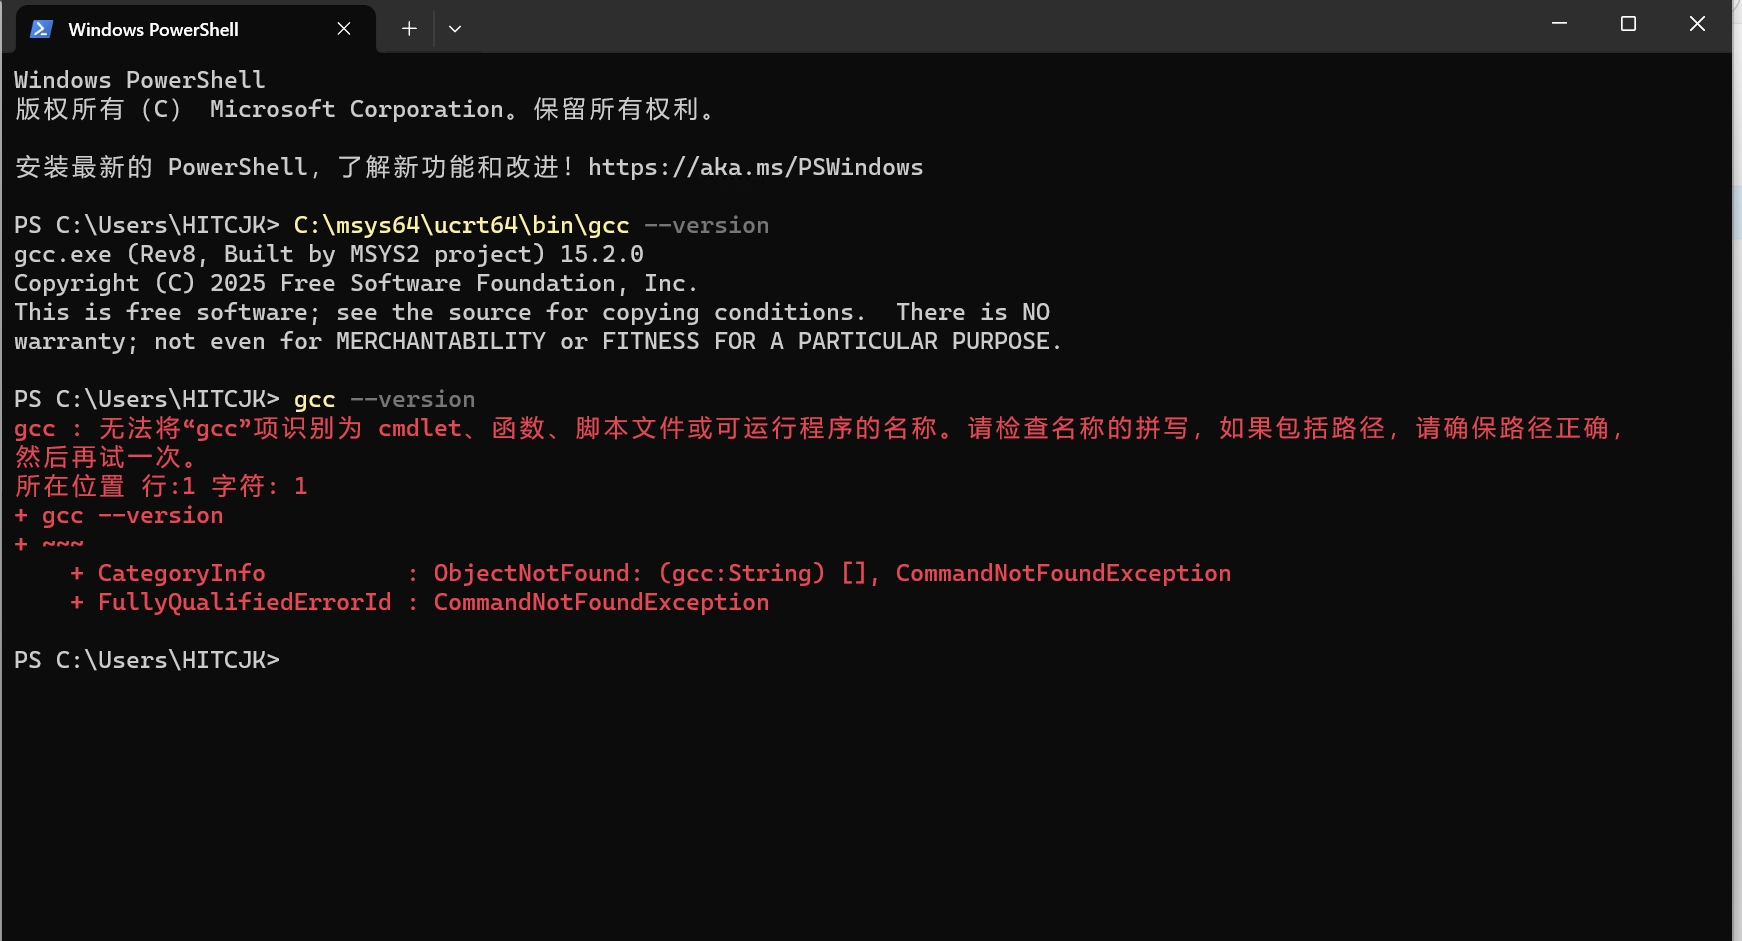 Windows PowerShell
Windows PowerShell
版权所有（C） Microsoft Corporation。保留所有权利。
安装最新的 PowerShell，了解新功能和改进！https://aka.ms/PSWindows
PS C:\Users\HITCJK> C:\msys64\ucrt64\bin\gcc --version
gcc.exe (Rev8, Built by MSYS2 project) 15.2.0
Copyright (C) 2025 Free Software Foundation, Inc.
This is free software; see the source for copying conditions.  There is NO
warranty; not even for MERCHANTABILITY or FITNESS FOR A PARTICULAR PURPOSE.
PS C:\Users\HITCJK> gcc --version
gcc : 无法将“gcc”项识别为 cmdlet、函数、脚本文件或可运行程序的名称。请检查名称的拼写，如果包括路径，请确保路径正确，
然后再试一次。
所在位置 行:1 字符: 1
+ gcc --version
+ ~~~
    + CategoryInfo          : ObjectNotFound: (gcc:String) [], CommandNotFoundException
    + FullyQualifiedErrorId : CommandNotFoundException
PS C:\Users\HITCJK>